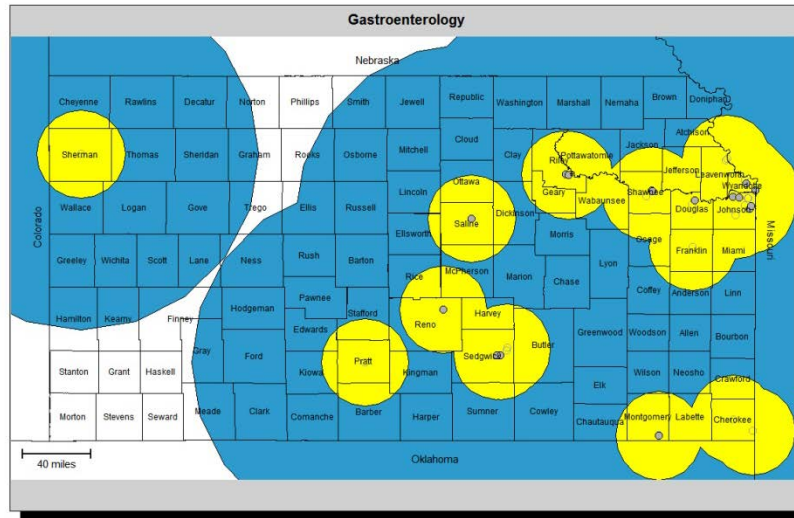 Gastroenterology
Nebraska
Cheyenne Rawlins Decatur Norton Phillips Smith Jewell Republic Washington Marshall Nemaha Brown Doniphan
Atchison
Cloud Clay Riley Pottawatomie Jackson
Sherman Thomas Sheridan Graham Rooks Osborne Mitchell Jefferson Leavenworth
Ottawa Wyandotte
Lincoln Geary Wabaunsee Shawnee
Wallace Logan Gove Trego Ellis Russell Saline Dickinson Douglas Johnson
Colorado
Missouri
Ellsworth Morris Osage Franklin Miami
Greeley Wichita Scott Lane Ness Rush Barton Rice McPherson Marion Chase Lyon
Pawnee Coffey Anderson Linn
Hamilton Kearny Finney Hodgeman Stafford Reno Harvey
Edwards Greenwood Woodson Allen Bourbon
Gray Ford Sedgwick Butler
Stanton Grant Haskell Kiowa Pratt Kingman Wilson Neosho Crawford
Elk
Morton Stevens Seward Meade Clark Comanche Barber Harper Sumner Cowley Chautauqua Montgomery Labette Cherokee
40 miles
Oklahoma